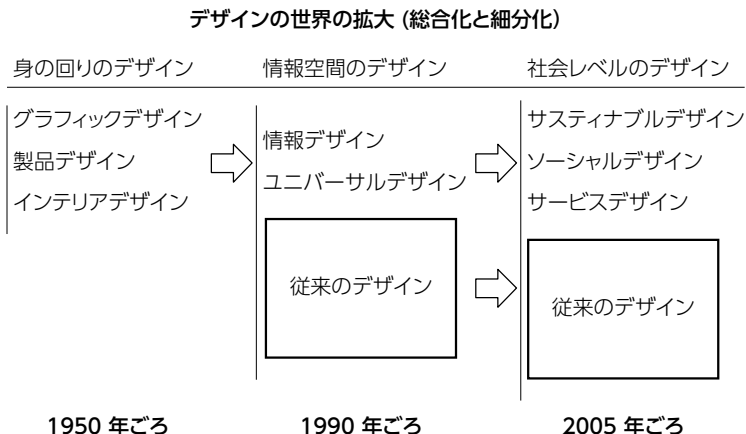 デザインの世界の拡大 (総合化と細分化)
身の回りのデザイン
グラフィックデザイン
製品デザイン
インテリアデザイン
1950 年ごろ
情報空間のデザイン
情報デザイン
ユニバーサルデザイン
従来のデザイン
1990 年ごろ
社会レベルのデザイン
サスティナブルデザイン
ソーシャルデザイン
サービスデザイン
従来のデザイン
2005 年ごろ